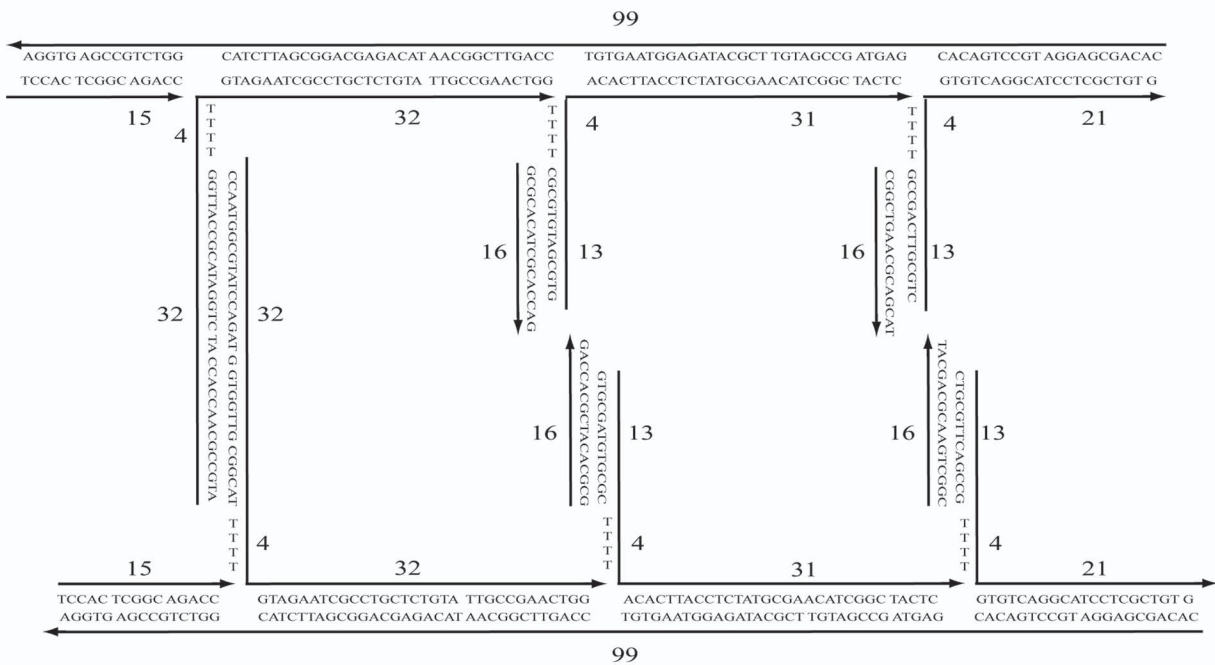 99
AGGTG AGCCGTCTGG CATCTTAGCGGACGAGACAT AACGGCTTGACC TGTGAATGGAGATACGCT TGTAGCCG ATGAG CACAGTCCGT AGGAGCGACAC
TCCAC TCGGC AGACC GTAGAATCGCCTGCTCTGTA TTGCCGAACTGG ACACTTACCTCTATGCGAACATCGGC TACTC GTGTCAGGCATCCTCGCTGT G
15 32 31 21
4 4 4
TTTT TTTT TTTT
GGTTACCGCATAGGTC TA CCACCAACGCCGTA
CCAATGGCGTATCCAGAT G GTGGTTG CGGCAT
32 32
GCGCACATCGCACCAG
CGCGTGTAGCGTG
16 13
CGGCTGAACGCAGCAT
GCCGACTTGCGTC
16 13
GACCACGCTACACGCG
GTGCGATGTGCGC
16 13
TACGACGCAAGTCGGC
CTGCGTTCAGCCG
16 13
TTTT TTTT TTTT
4 4 4
15 32 31 21
TCCAC TCGGC AGACC GTAGAATCGCCTGCTCTGTA TTGCCGAACTGG ACACTTACCTCTATGCGAACATCGGC TACTC GTGTCAGGCATCCTCGCTGT G
AGGTG AGCCGTCTGG CATCTTAGCGGACGAGACAT AACGGCTTGACC TGTGAATGGAGATACGCT TGTAGCCG ATGAG CACAGTCCGT AGGAGCGACAC
99